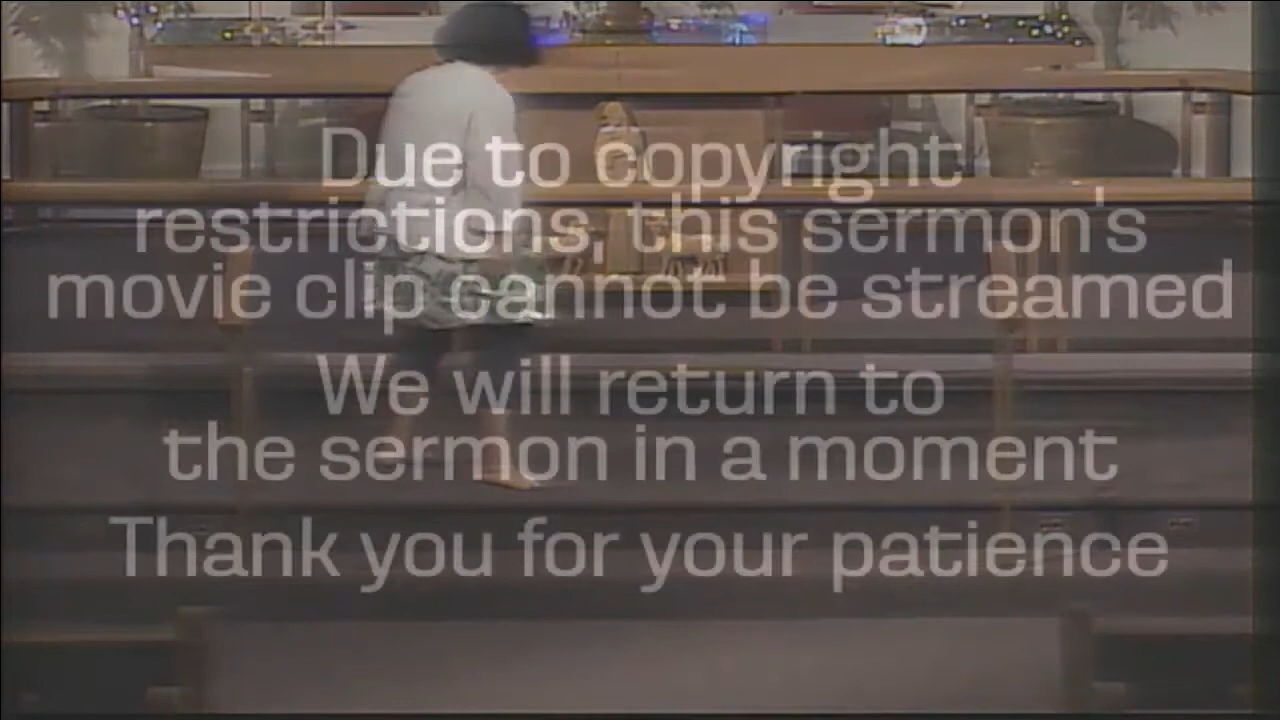 Due to copyright
restrictions, this sermon's
movie clip cannot be streamed
We will return to
the sermon in a moment
Thank you for your patience